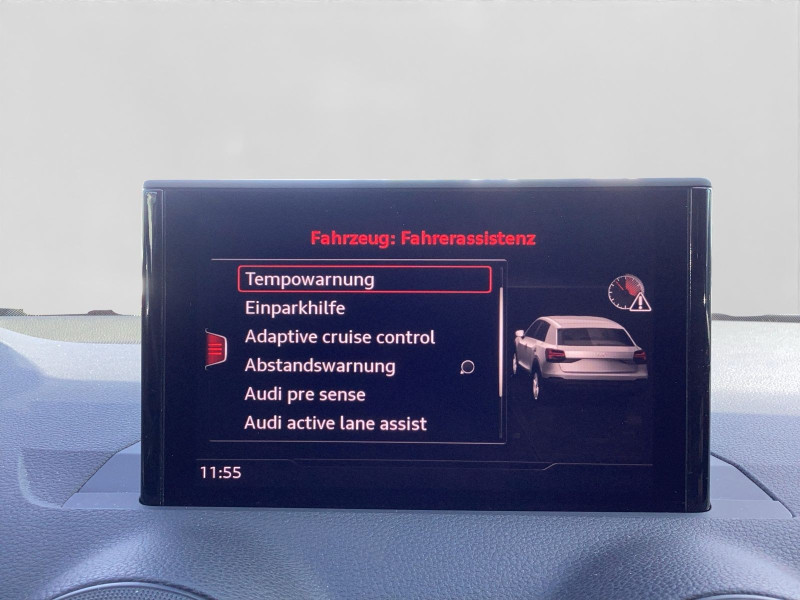 Fahrzeug: Fahrerassistenz
Tempowarnung
Einparkhilfe
Adaptive cruise control
Abstandswarnung
Audi pre sense
Audi active lane assist
11:55